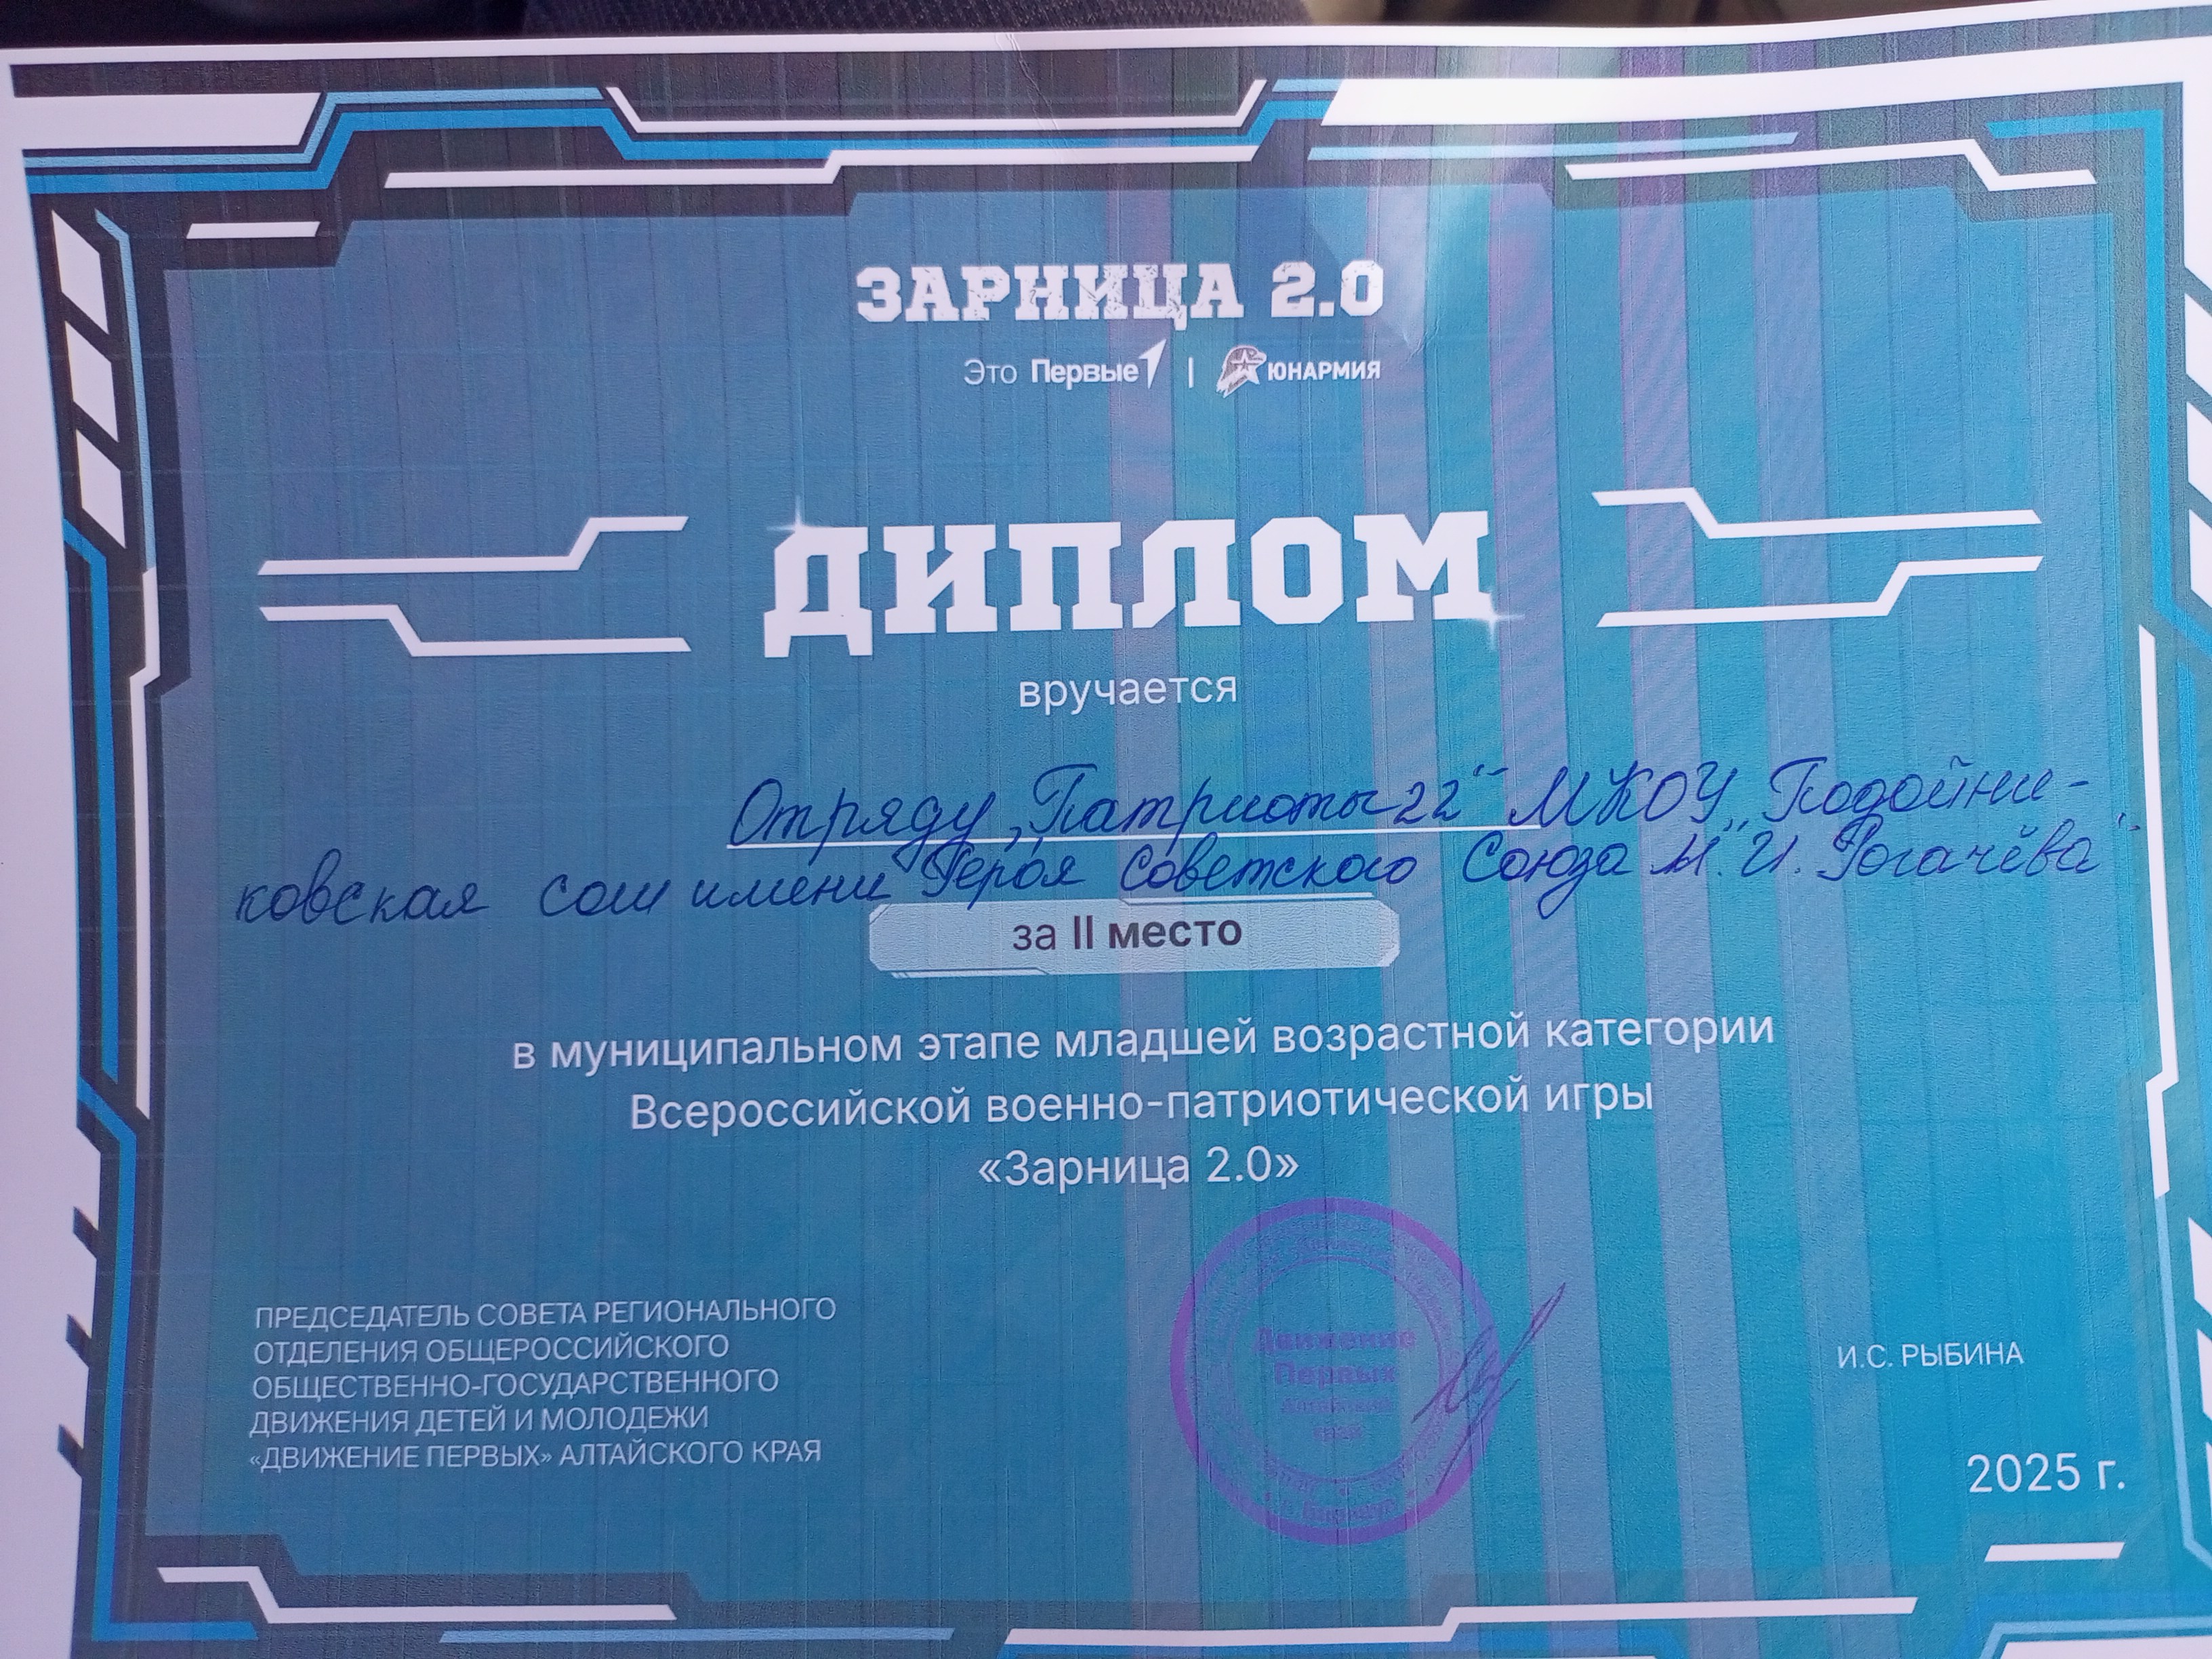 ЗАРНИЦА 2.0
Это Первые | ЮНАРМИЯ
ДИПЛОМ
вручается
Отряду „Патриоты 22“ МКОУ „Подойни-
ковская сош имени Героя Советского Союза М.И. Рогачёва“
за II место
в муниципальном этапе младшей возрастной категории
Всероссийской военно-патриотической игры
«Зарница 2.0»
ПРЕДСЕДАТЕЛЬ СОВЕТА РЕГИОНАЛЬНОГО
ОТДЕЛЕНИЯ ОБЩЕРОССИЙСКОГО
ОБЩЕСТВЕННО-ГОСУДАРСТВЕННОГО
ДВИЖЕНИЯ ДЕТЕЙ И МОЛОДЕЖИ
«ДВИЖЕНИЕ ПЕРВЫХ» АЛТАЙСКОГО КРАЯ
Движение
Первых
Алтайский
край
И.С. РЫБИНА
2025 г.